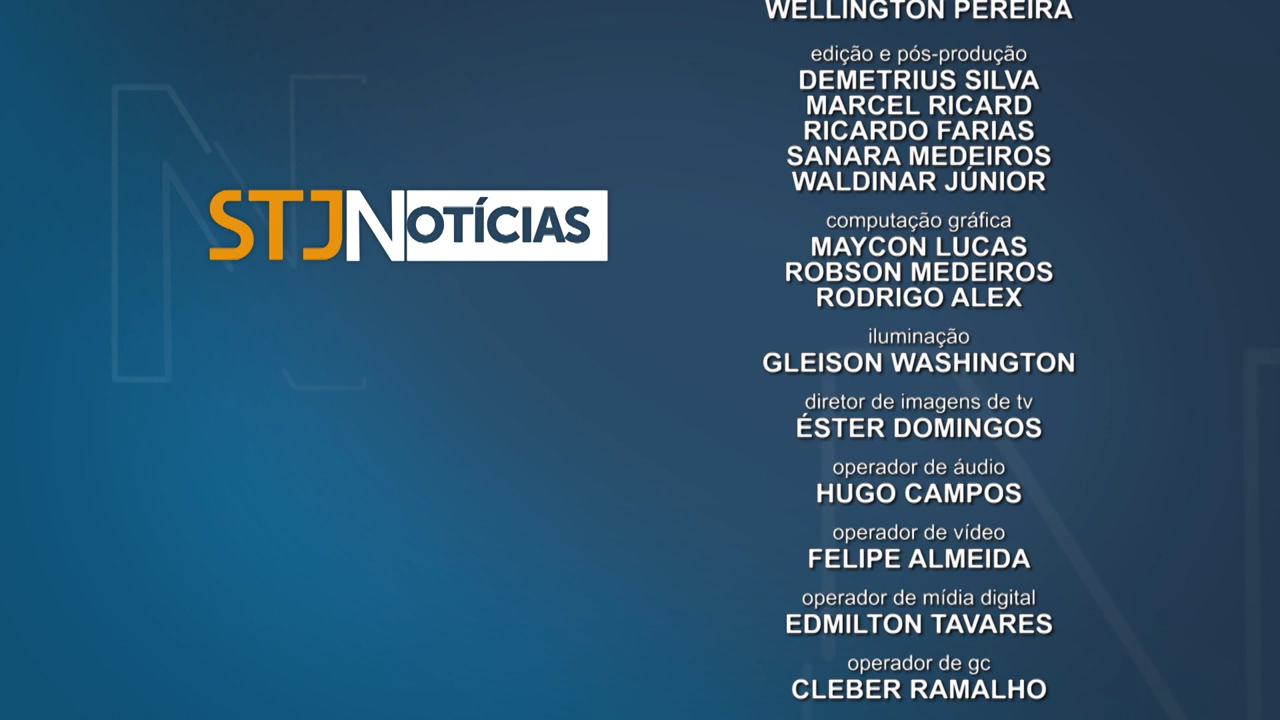 STJNOTÍCIAS
WELLINGTON PEREIRA
edição e pós-produção
DEMETRIUS SILVA
MARCEL RICARD
RICARDO FARIAS
SANARA MEDEIROS
WALDINAR JÚNIOR
computação gráfica
MAYCON LUCAS
ROBSON MEDEIROS
RODRIGO ALEX
iluminação
GLEISON WASHINGTON
diretor de imagens de tv
ÉSTER DOMINGOS
operador de áudio
HUGO CAMPOS
operador de vídeo
FELIPE ALMEIDA
operador de mídia digital
EDMILTON TAVARES
operador de gc
CLEBER RAMALHO